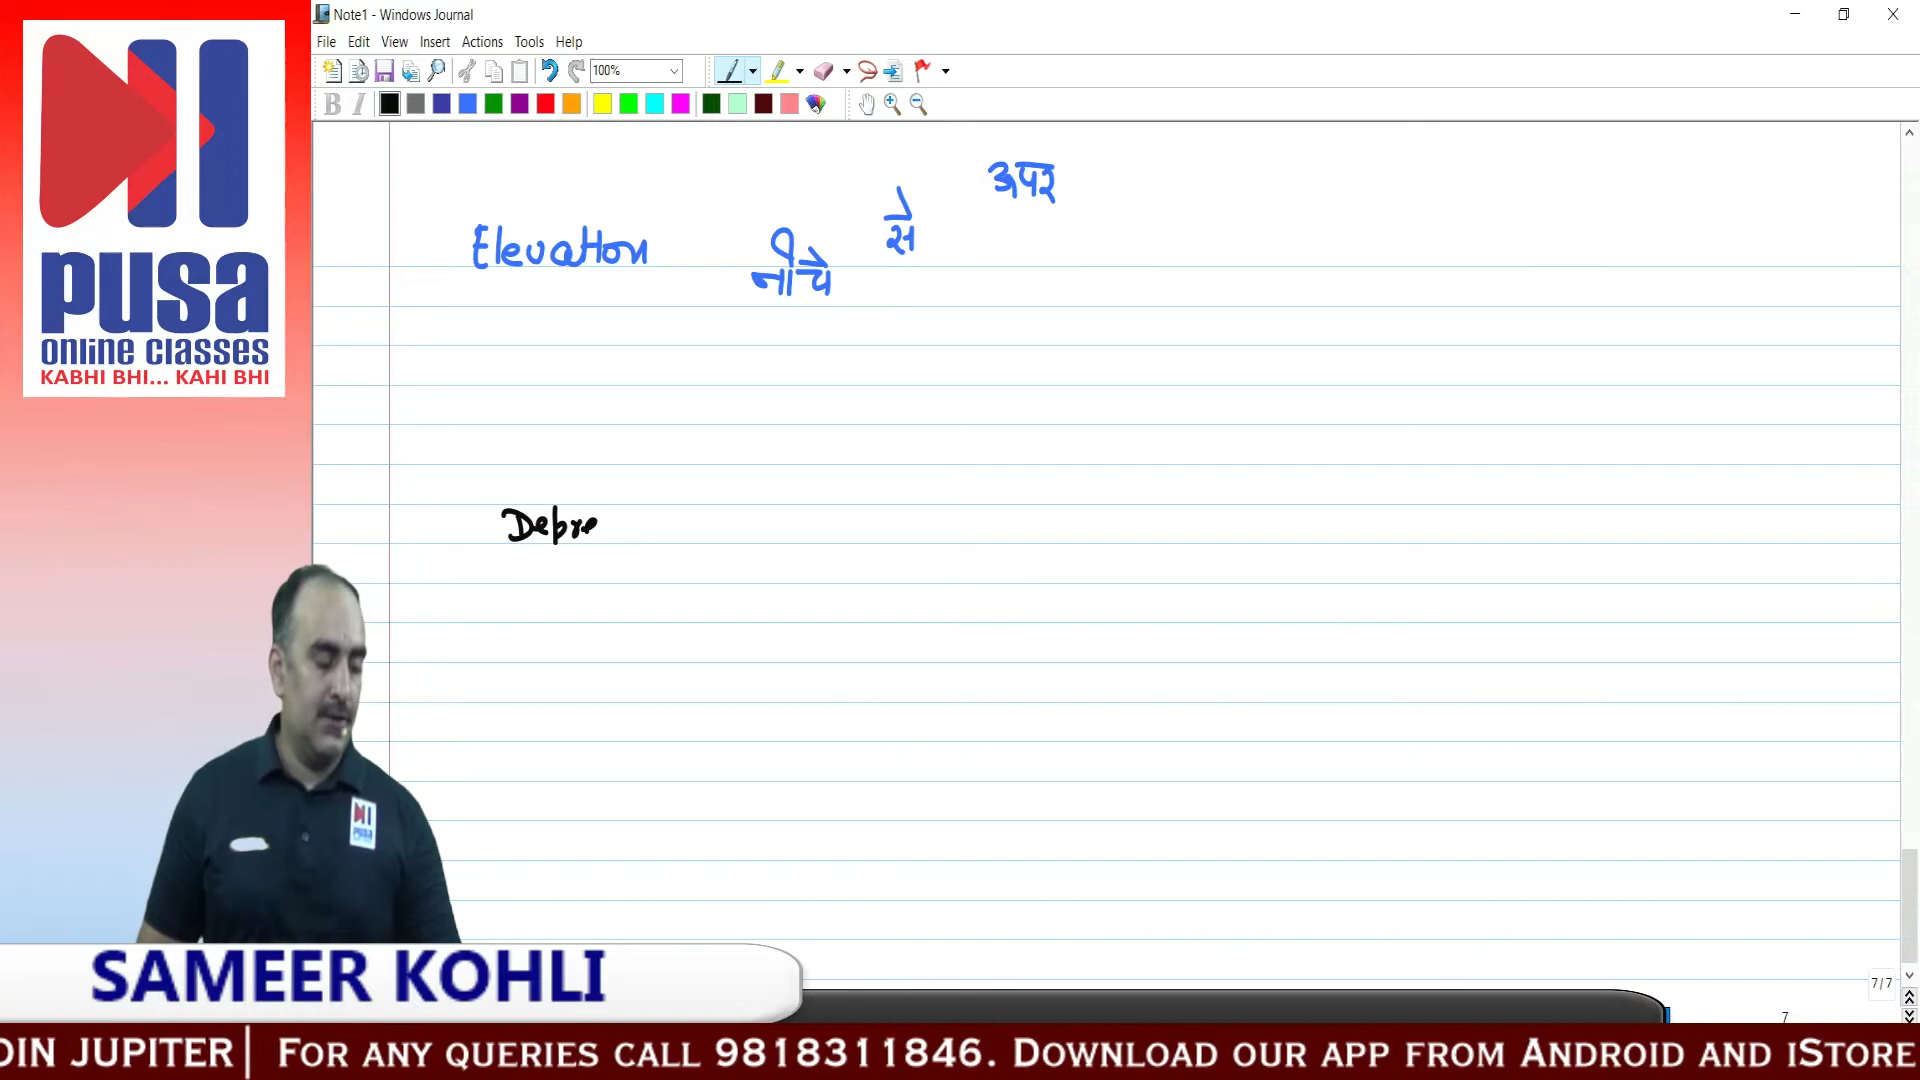 Note1 - Windows Journal
File Edit View Insert Actions Tools Help
100%
B I
Elevation नीचे से ऊपर
Depre
PUSA
ONLINE CLASSES
KABHI BHI... KAHI BHI
PUSA
SAMEER KOHLI
7/7
7
OIN JUPITER| FOR ANY QUERIES CALL 9818311846. DOWNLOAD OUR APP FROM ANDROID AND ISTORE